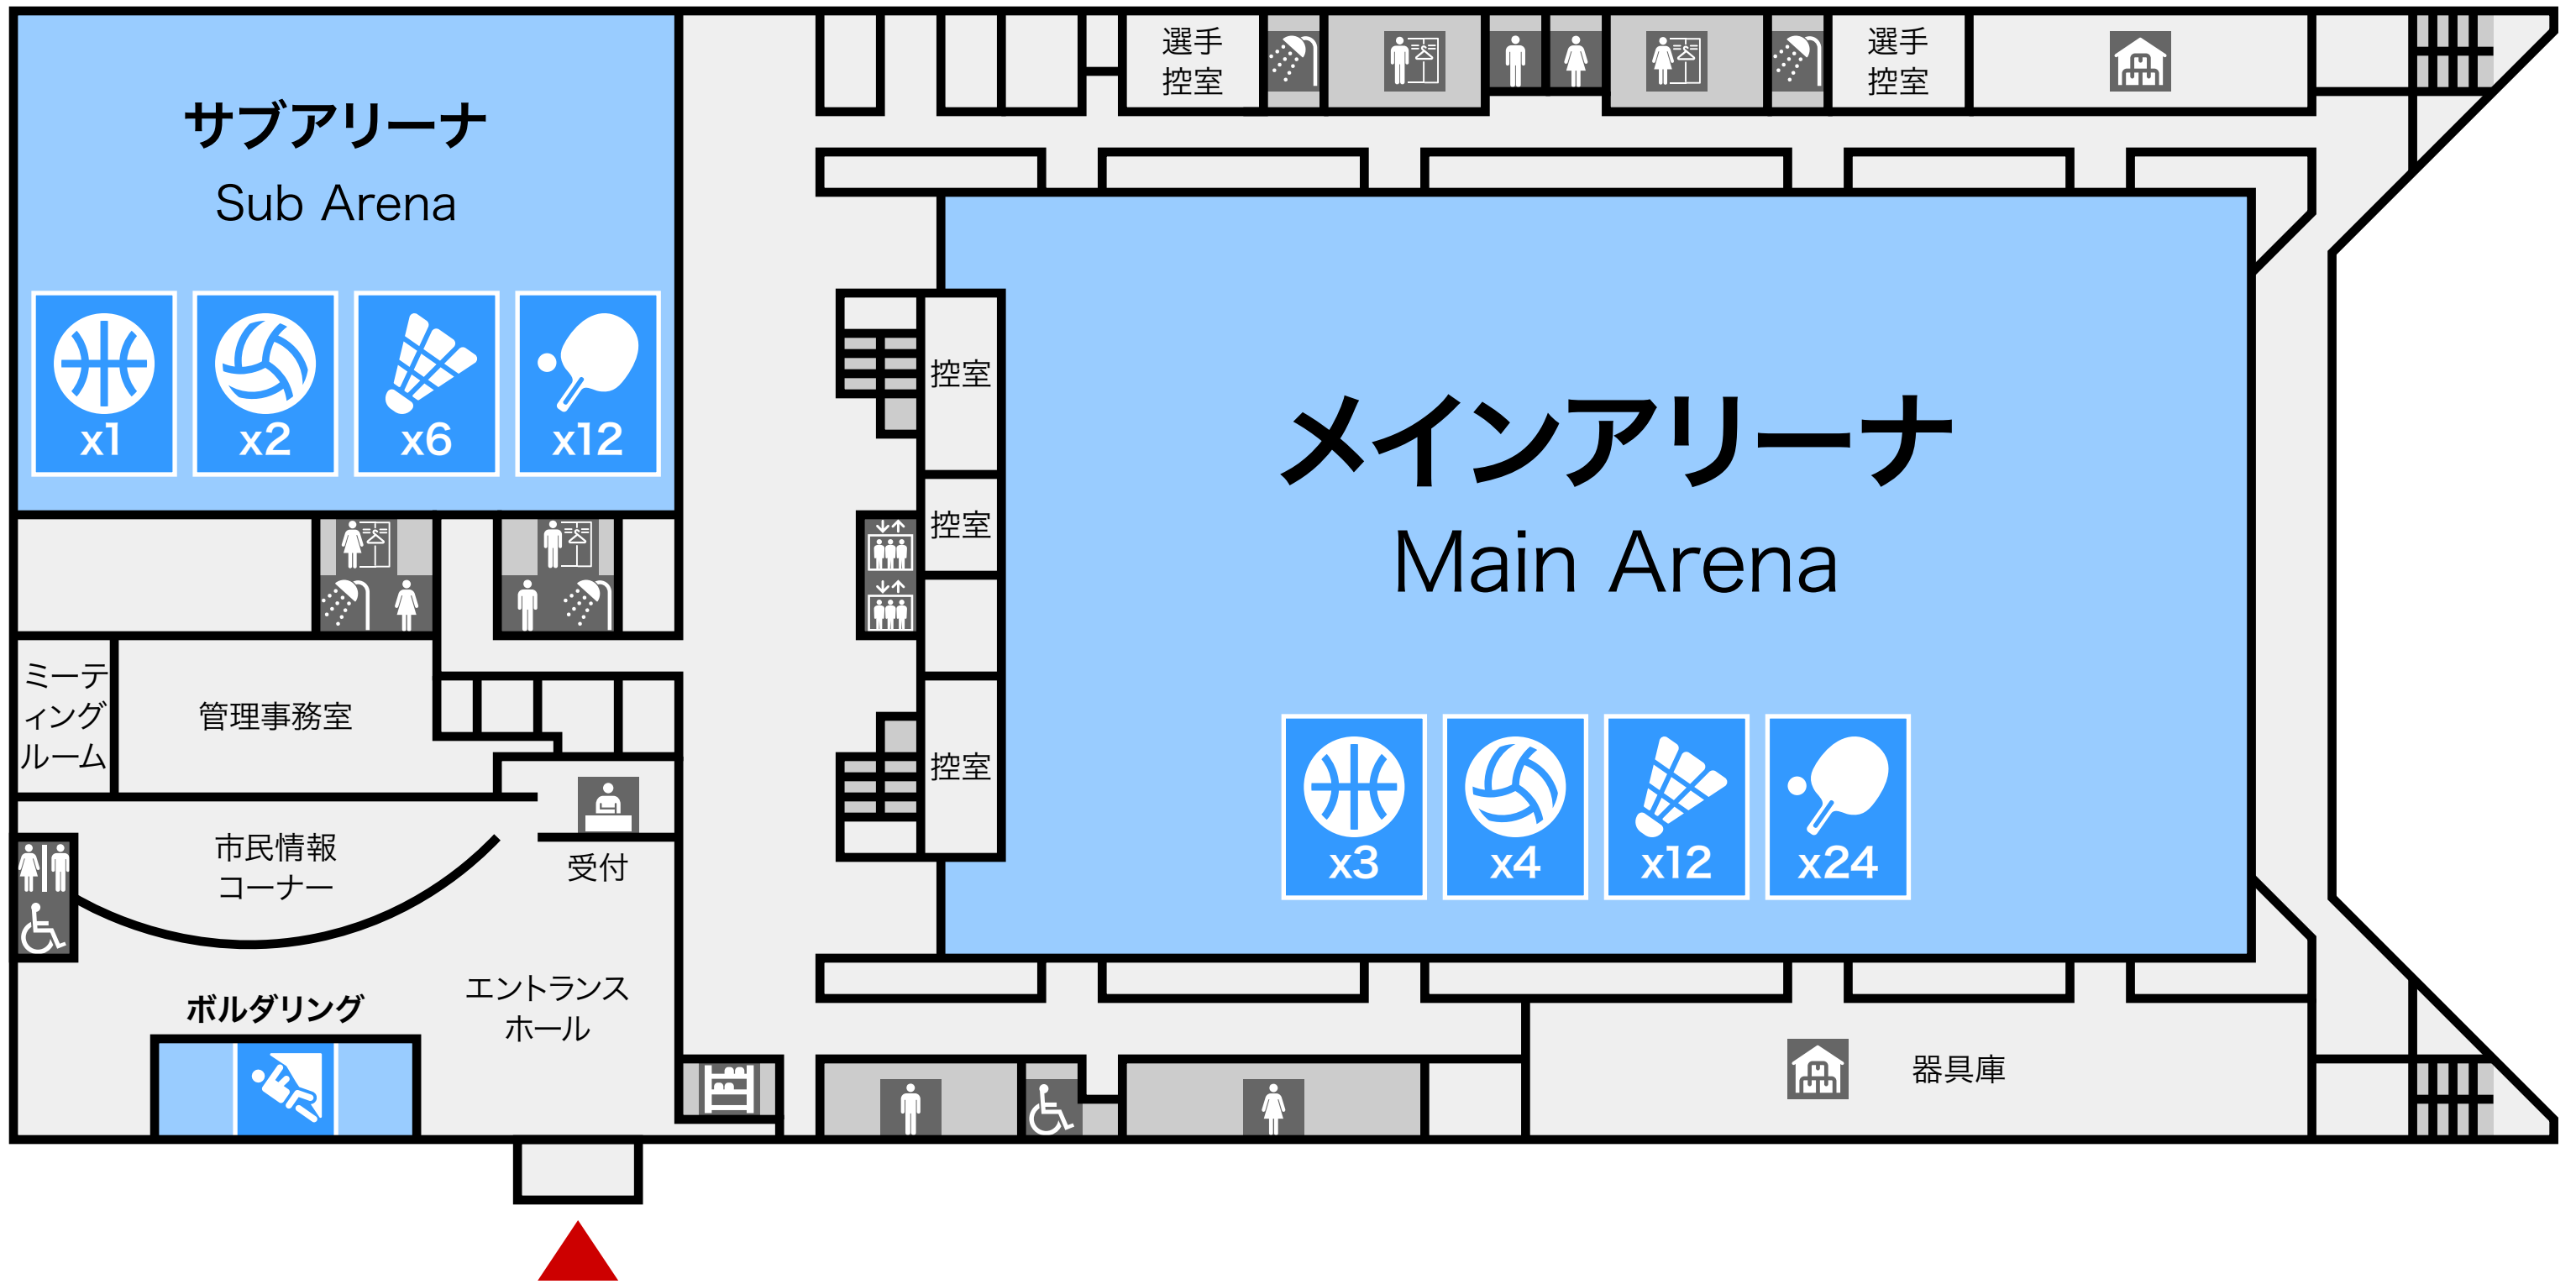 サブアリーナ
Sub Arena
x1
x2
x6
x12
選手
控室
選手
控室
控室
控室
控室
メインアリーナ
Main Arena
x3
x4
x12
x24
ミーテ
ィング
ルーム
管理事務室
市民情報
コーナー
受付
エントランス
ホール
ボルダリング
器具庫